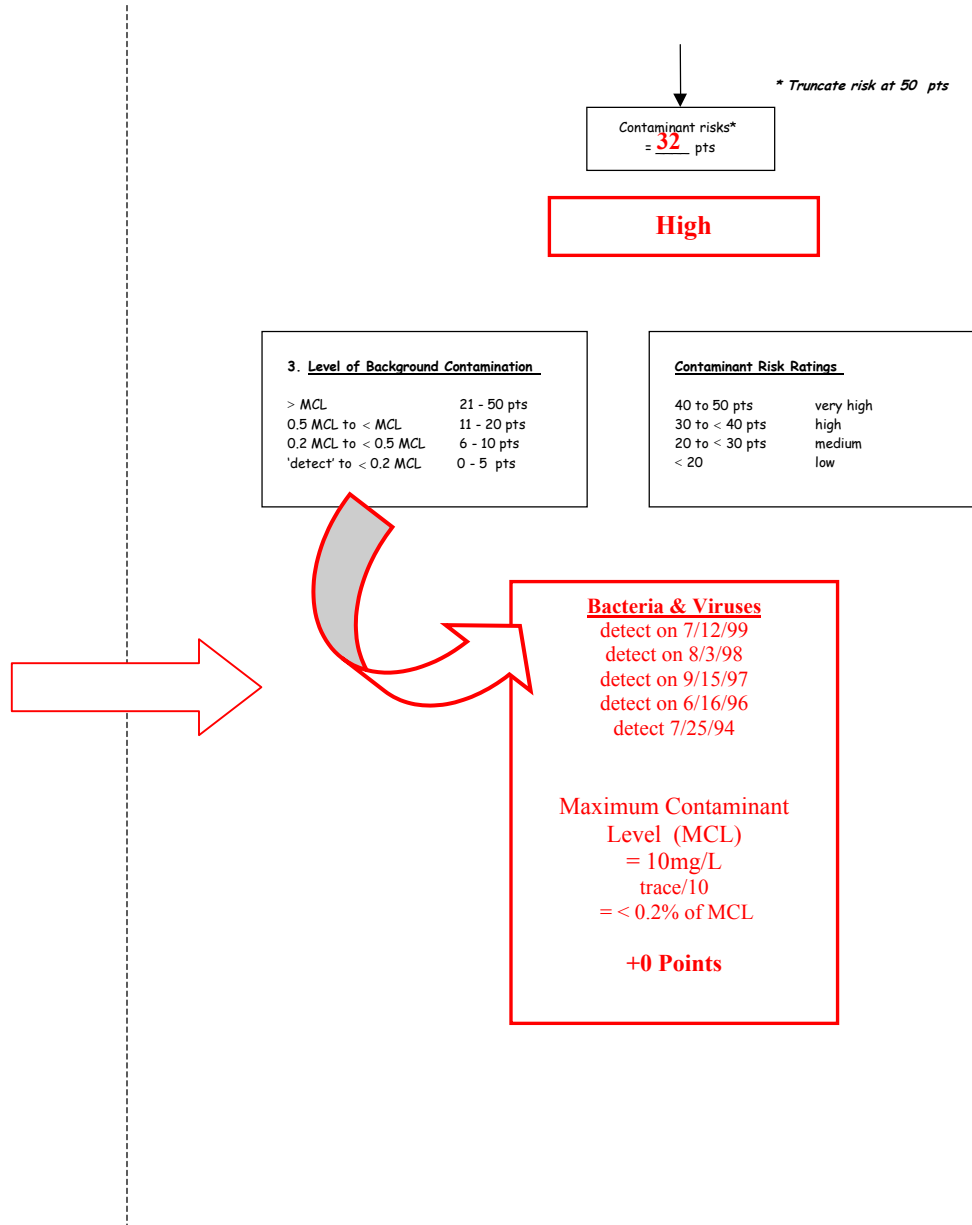 * Truncate risk at 50 pts
Contaminant risks*
= 32 pts
High
3. Level of Background Contamination
> MCL 21 - 50 pts
0.5 MCL to < MCL 11 - 20 pts
0.2 MCL to < 0.5 MCL 6 - 10 pts
'detect' to < 0.2 MCL 0 - 5 pts
Contaminant Risk Ratings
40 to 50 pts very high
30 to < 40 pts high
20 to < 30 pts medium
< 20 low
Bacteria & Viruses
detect on 7/12/99
detect on 8/3/98
detect on 9/15/97
detect on 6/16/96
detect 7/25/94
Maximum Contaminant
Level (MCL)
= 10mg/L
trace/10
= < 0.2% of MCL
+0 Points